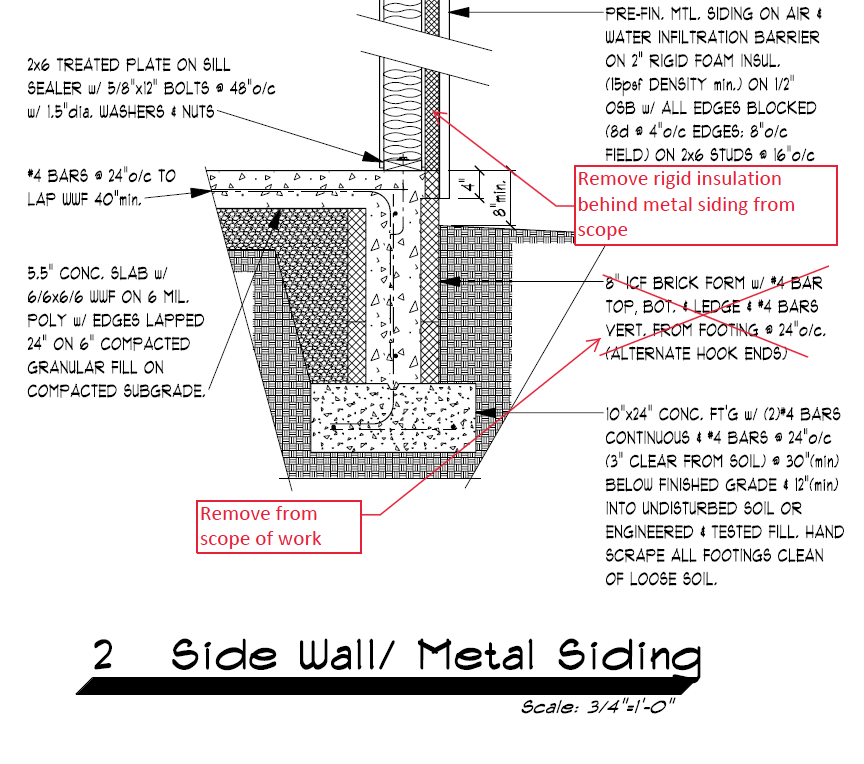 PRE-FIN. MTL. SIDING ON AIR &
WATER INFILTRATION BARRIER
ON 2" RIGID FOAM INSUL.
(15psf DENSITY min.) ON 1/2"
OSB w/ ALL EDGES BLOCKED
(8d @ 4"o/c EDGES; 8"o/c
FIELD) ON 2x6 STUDS @ 16"o/c
2x6 TREATED PLATE ON SILL
SEALER w/ 5/8"x12" BOLTS @ 48"o/c
w/ 1.5"dia. WASHERS & NUTS
#4 BARS @ 24"o/c TO
LAP WWF 40"min.
4"
8"min.
Remove rigid insulation
behind metal siding from
scope
5.5" CONC. SLAB w/
6/6x6/6 WWF ON 6 MIL.
POLY w/ EDGES LAPPED
24" ON 6" COMPACTED
GRANULAR FILL ON
COMPACTED SUBGRADE.
8" ICF BRICK FORM w/ #4 BAR
TOP, BOT. & LEDGE & #4 BARS
VERT. FROM FOOTING @ 24"o/c.
(ALTERNATE HOOK ENDS)
10"x24" CONC. FT'G w/ (2)#4 BARS
CONTINUOUS & #4 BARS @ 24"o/c
(3" CLEAR FROM SOIL) @ 30"(min)
BELOW FINISHED GRADE & 12"(min)
INTO UNDISTURBED SOIL OR
ENGINEERED & TESTED FILL. HAND
SCRAPE ALL FOOTINGS CLEAN
OF LOOSE SOIL.
Remove from
scope of work
2 Side Wall/ Metal Siding
Scale: 3/4"=1'-0"